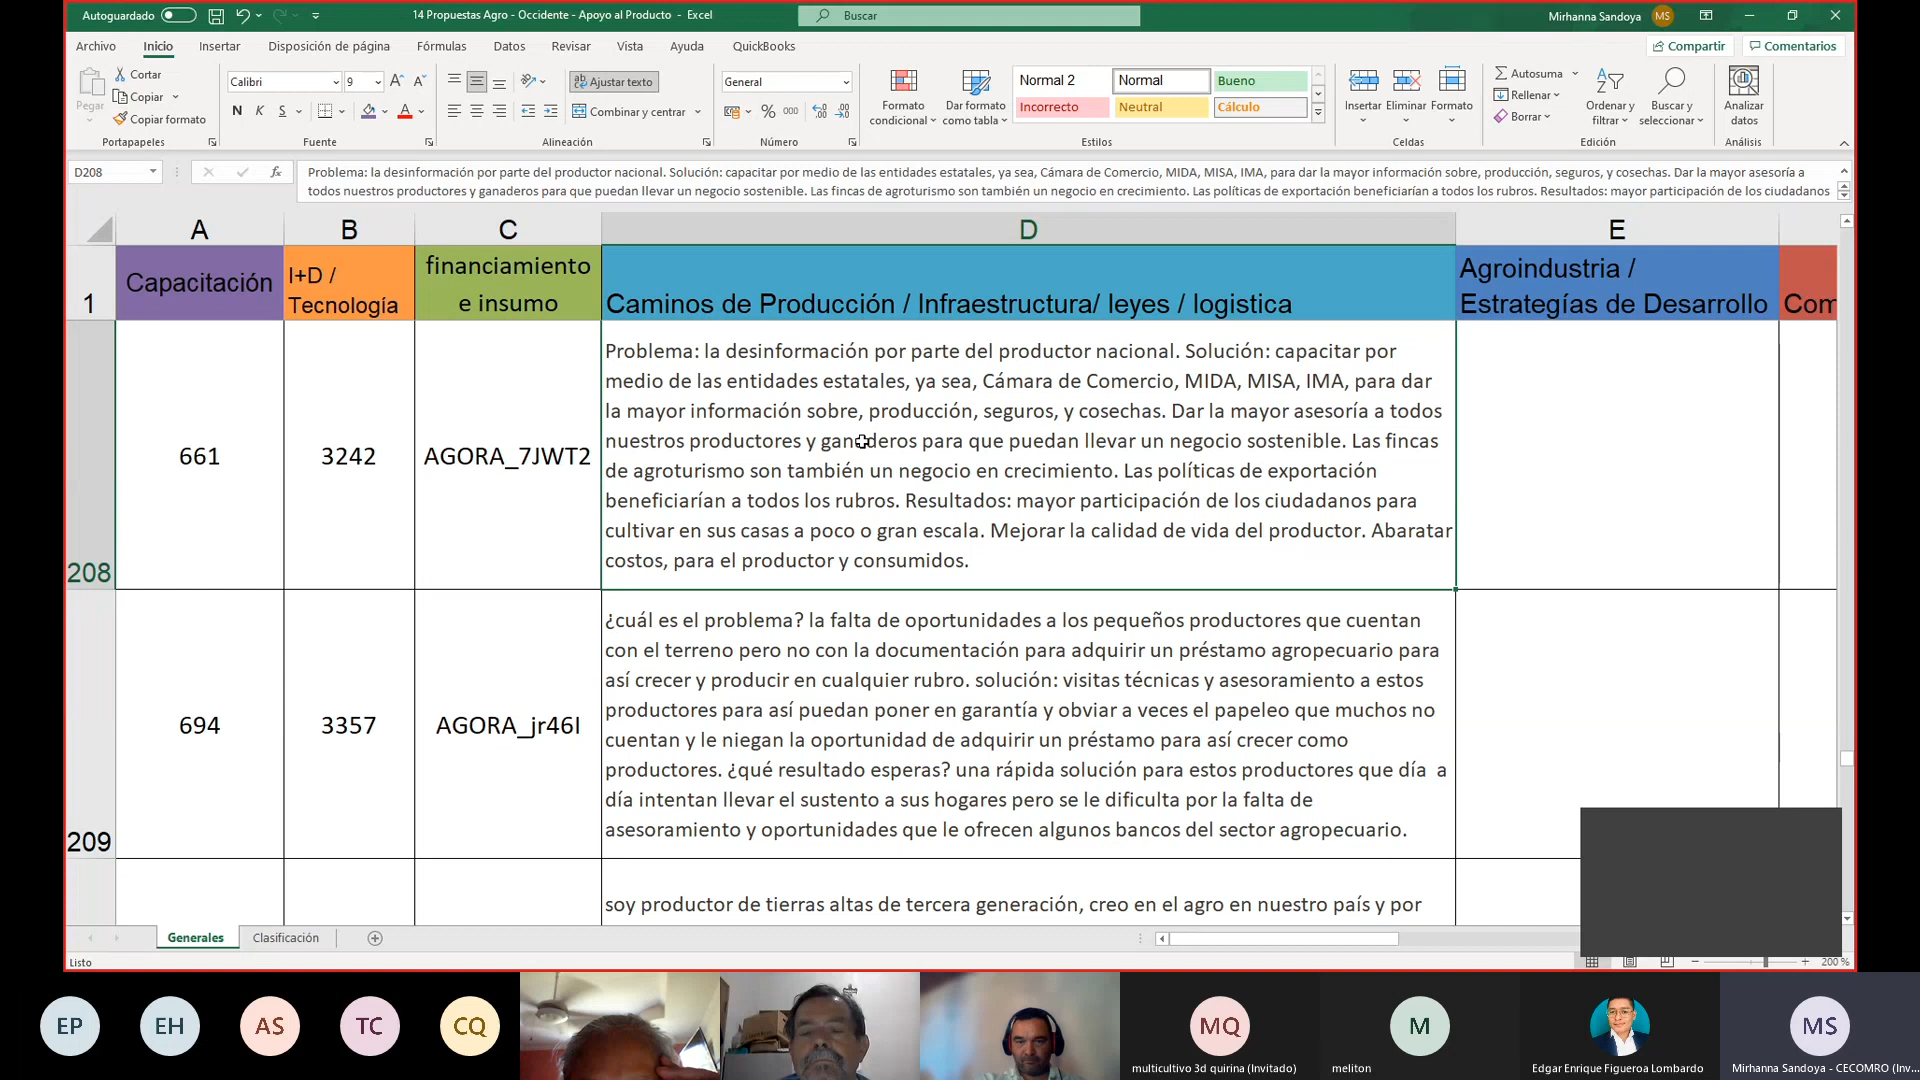 Autoguardado
14 Propuestas Agro - Occidente - Apoyo al Producto - Excel
Buscar
Mirhanna Sandoya
MS
Archivo Inicio Insertar Disposición de página Fórmulas Datos Revisar Vista Ayuda QuickBooks
Compartir Comentarios
Pegar
Cortar
Copiar
Copiar formato
Portapapeles
Calibri 9
N K S
Fuente
Ajustar texto
Combinar y centrar
Alineación
General
% 000
Número
Formato condicional
Dar formato como tabla
Normal 2 Normal Bueno
Incorrecto Neutral Cálculo
Estilos
Insertar Eliminar Formato
Celdas
Autosuma
Rellenar
Borrar
Ordenar y filtrar
Buscar y seleccionar
Edición
Analizar datos
Análisis
D208
fx
Problema: la desinformación por parte del productor nacional. Solución: capacitar por medio de las entidades estatales, ya sea, Cámara de Comercio, MIDA, MISA, IMA, para dar la mayor información sobre, producción, seguros, y cosechas. Dar la mayor asesoría a
todos nuestros productores y ganaderos para que puedan llevar un negocio sostenible. Las fincas de agroturismo son también un negocio en crecimiento. Las políticas de exportación beneficiarían a todos los rubros. Resultados: mayor participación de los ciudadanos
A B C D E
1
Capacitación
I+D /
Tecnología
financiamiento
e insumo
Caminos de Producción / Infraestructura/ leyes / logistica
Agroindustria /
Estrategías de Desarrollo
Com
208
661
3242
AGORA_7JWT2
Problema: la desinformación por parte del productor nacional. Solución: capacitar por
medio de las entidades estatales, ya sea, Cámara de Comercio, MIDA, MISA, IMA, para dar
la mayor información sobre, producción, seguros, y cosechas. Dar la mayor asesoría a todos
nuestros productores y ganaderos para que puedan llevar un negocio sostenible. Las fincas
de agroturismo son también un negocio en crecimiento. Las políticas de exportación
beneficiarían a todos los rubros. Resultados: mayor participación de los ciudadanos para
cultivar en sus casas a poco o gran escala. Mejorar la calidad de vida del productor. Abaratar
costos, para el productor y consumidos.
209
694
3357
AGORA_jr46I
¿cuál es el problema? la falta de oportunidades a los pequeños productores que cuentan
con el terreno pero no con la documentación para adquirir un préstamo agropecuario para
así crecer y producir en cualquier rubro. solución: visitas técnicas y asesoramiento a estos
productores para así puedan poner en garantía y obviar a veces el papeleo que muchos no
cuentan y le niegan la oportunidad de adquirir un préstamo para así crecer como
productores. ¿qué resultado esperas? una rápida solución para estos productores que día a
día intentan llevar el sustento a sus hogares pero se le dificulta por la falta de
asesoramiento y oportunidades que le ofrecen algunos bancos del sector agropecuario.
soy productor de tierras altas de tercera generación, creo en el agro en nuestro país y por
Generales Clasificación
Listo
200 %
EP
EH
AS
TC
CQ
MQ
multicultivo 3d quirina (Invitado)
M
meliton
Edgar Enrique Figueroa Lombardo
MS
Mirhanna Sandoya - CECOMRO (Inv...